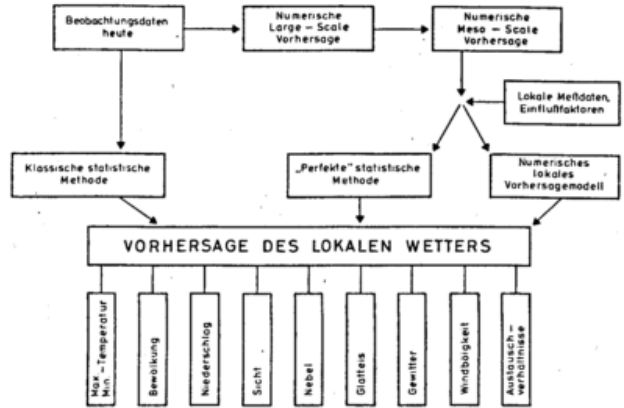 Beobachtungsdaten
heute
Numerische
Large – Scale
Vorhersage
Numerische
Meso – Scale
Vorhersage
Lokale Meßdaten,
Einflußfaktoren
Klassische statistische
Methode
„Perfekte" statistische
Methode
Numerisches
lokales
Vorhersagemodell
VORHERSAGE DES LOKALEN WETTERS
Max.
Min.-Temperatur
Bewölkung
Niederschlag
Sicht
Nebel
Glatteis
Gewitter
Windböigkeit
Austausch-
verhältnisse